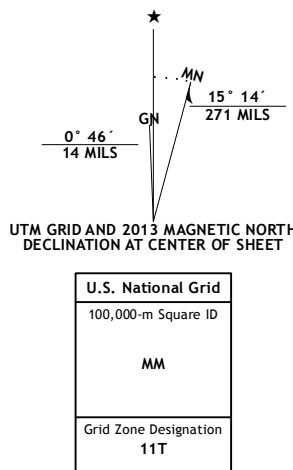 ★
MN
GN
15° 14´
271 MILS
0° 46´
14 MILS
UTM GRID AND 2013 MAGNETIC NORTH
DECLINATION AT CENTER OF SHEET
U.S. National Grid
100,000-m Square ID
MM
Grid Zone Designation
11T